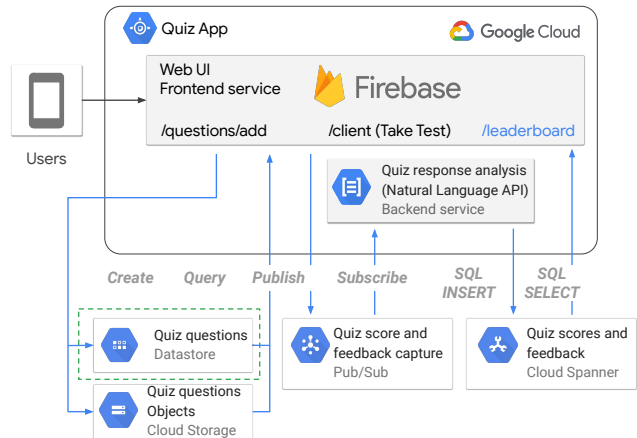 Quiz App
Google Cloud
Web UI
Frontend service
Firebase
/questions/add
/client (Take Test)
/leaderboard
Users
Quiz response analysis
(Natural Language API)
Backend service
Create
Query
Publish
Subscribe
SQL
INSERT
SQL
SELECT
Quiz questions
Datastore
Quiz score and
feedback capture
Pub/Sub
Quiz scores and
feedback
Cloud Spanner
Quiz questions
Objects
Cloud Storage